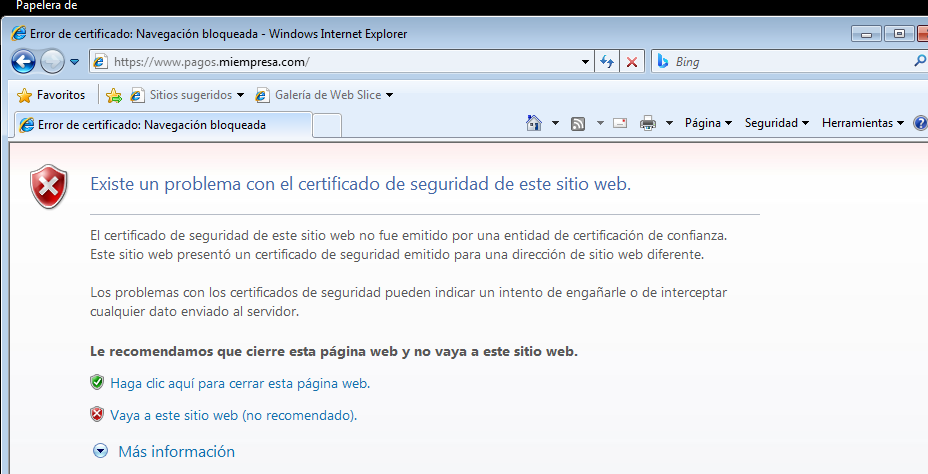 Papelera de
Error de certificado: Navegación bloqueada - Windows Internet Explorer
https://www.pagos.miempresa.com/
Bing
Favoritos
Sitios sugeridos
Galería de Web Slice
Error de certificado: Navegación bloqueada
Página
Seguridad
Herramientas
Existe un problema con el certificado de seguridad de este sitio web.
El certificado de seguridad de este sitio web no fue emitido por una entidad de certificación de confianza.
Este sitio web presentó un certificado de seguridad emitido para una dirección de sitio web diferente.
Los problemas con los certificados de seguridad pueden indicar un intento de engañarle o de interceptar
cualquier dato enviado al servidor.
Le recomendamos que cierre esta página web y no vaya a este sitio web.
Haga clic aquí para cerrar esta página web.
Vaya a este sitio web (no recomendado).
Más información